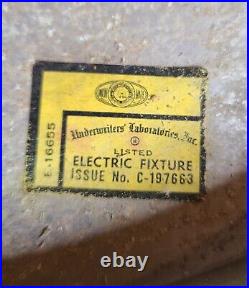 Underwriters' Laboratories, Inc.
®
LISTED
ELECTRIC FIXTURE
ISSUE No. C-197663
E-16655